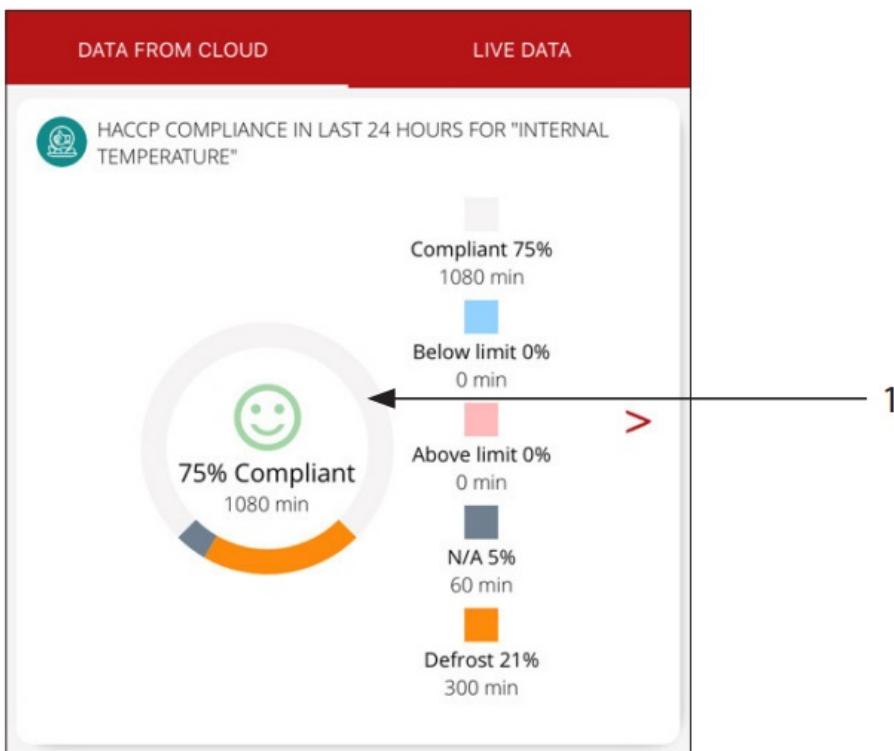 DATA FROM CLOUD
LIVE DATA
HACCP COMPLIANCE IN LAST 24 HOURS FOR "INTERNAL
TEMPERATURE"
Compliant 75%
1080 min
Below limit 0%
0 min
Above limit 0%
0 min
N/A 5%
60 min
Defrost 21%
300 min
75% Compliant
1080 min
>
1